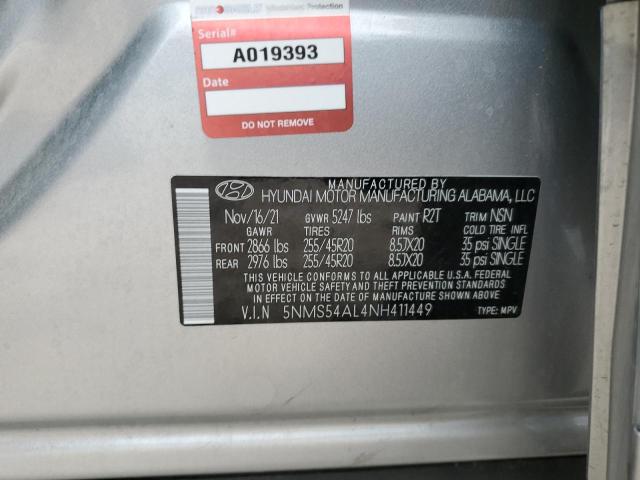 Windshield Protection
Serial#
A019393
Date
DO NOT REMOVE
MANUFACTURED BY
HYUNDAI MOTOR MANUFACTURING ALABAMA, LLC
Nov/16/21 GVWR 5247 lbs PAINT R2T TRIM NSN
GAWR TIRES RIMS COLD TIRE INFL
FRONT 2866 lbs 255/45R20 8.5JX20 35 psi SINGLE
REAR 2976 lbs 255/45R20 8.5JX20 35 psi SINGLE
THIS VEHICLE CONFORMS TO ALL APPLICABLE U.S.A. FEDERAL
MOTOR VEHICLE SAFETY, BUMPER, AND THEFT PREVENTION
STANDARDS IN EFFECT ON THE DATE OF MANUFACTURE SHOWN ABOVE.
V.I.N 5NMS54AL4NH411449 TYPE: MPV